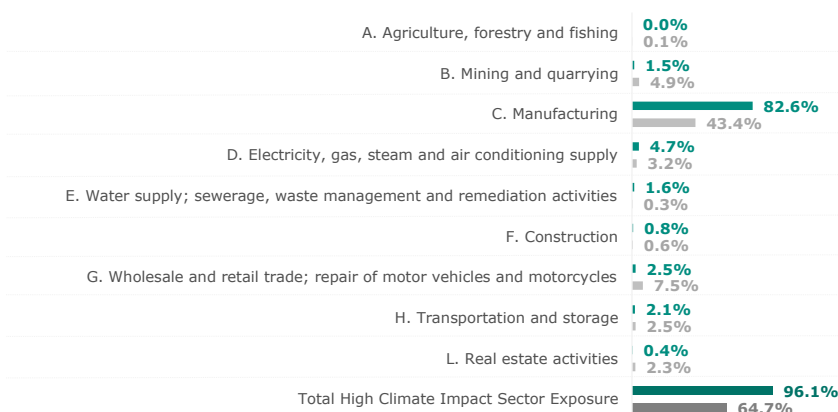 A. Agriculture, forestry and fishing
0.0%
0.1%
B. Mining and quarrying
1.5%
4.9%
C. Manufacturing
82.6%
43.4%
D. Electricity, gas, steam and air conditioning supply
4.7%
3.2%
E. Water supply; sewerage, waste management and remediation activities
1.6%
0.3%
F. Construction
0.8%
0.6%
G. Wholesale and retail trade; repair of motor vehicles and motorcycles
2.5%
7.5%
H. Transportation and storage
2.1%
2.5%
L. Real estate activities
0.4%
2.3%
Total High Climate Impact Sector Exposure
96.1%
64.7%